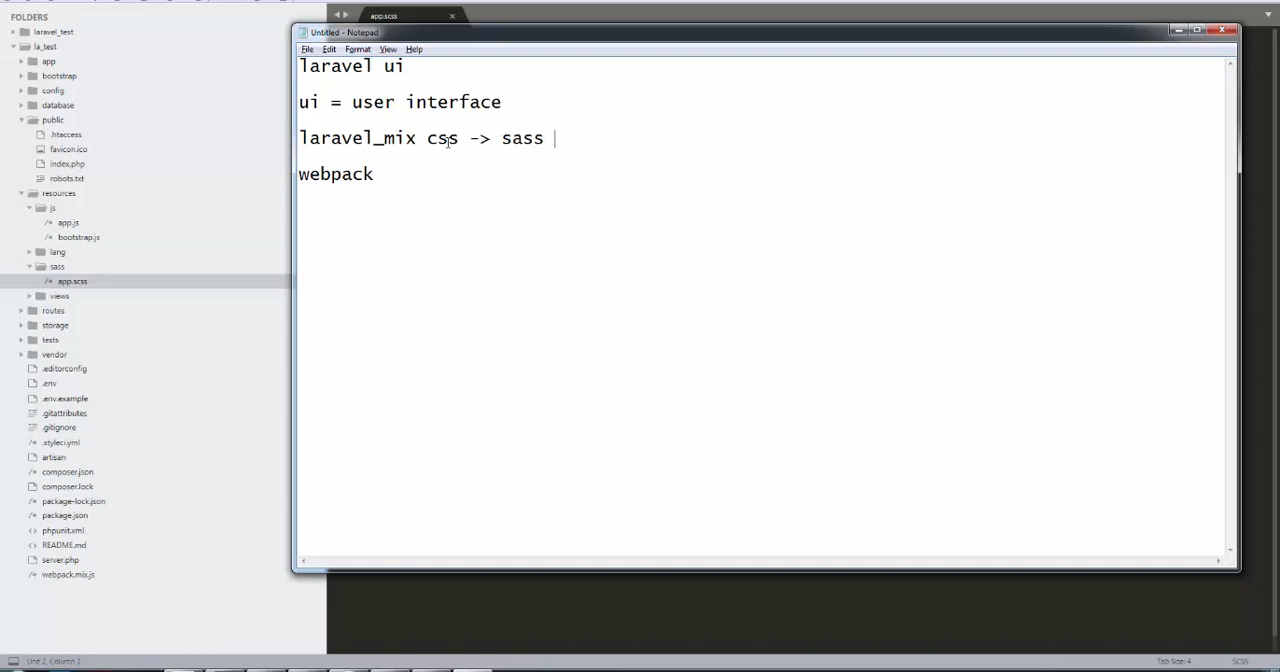 FOLDERS
laravel_test
la_test
app
bootstrap
config
database
public
.htaccess
favicon.ico
index.php
robots.txt
resources
js
/* app.js
/* bootstrap.js
lang
sass
/* app.scss
views
routes
storage
tests
vendor
.editorconfig
.env
.env.example
.gitattributes
.gitignore
/* .styleci.yml
artisan
/* composer.json
composer.lock
/* package-lock.json
/* package.json
<> phpunit.xml
<> README.md
/* server.php
/* webpack.mix.js
app.scss
Untitled - Notepad
File Edit Format View Help
laravel ui
ui = user interface
laravel_mix css -> sass
webpack
Line 2, Column 1
Tab Size: 4 SCSS